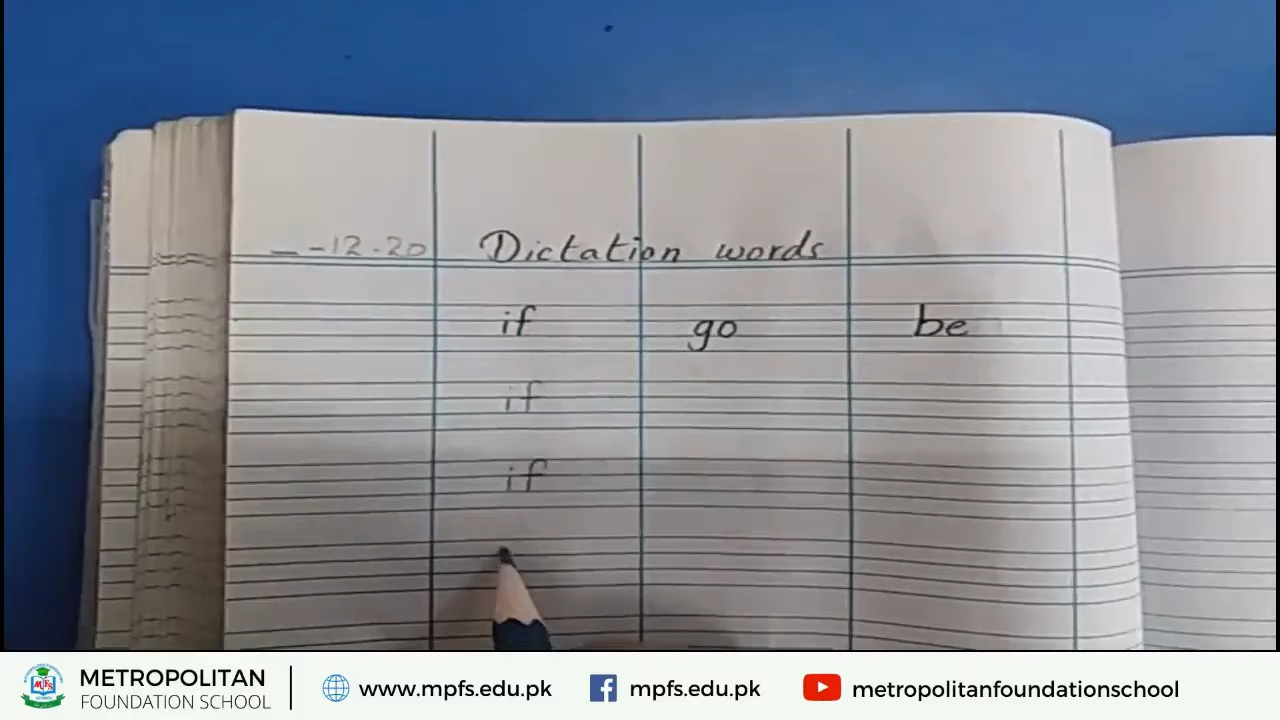 _ -12-20 Dictation words
if go be
if
if
METROPOLITAN
FOUNDATION SCHOOL
www.mpfs.edu.pk
mpfs.edu.pk
metropolitanfoundationschool